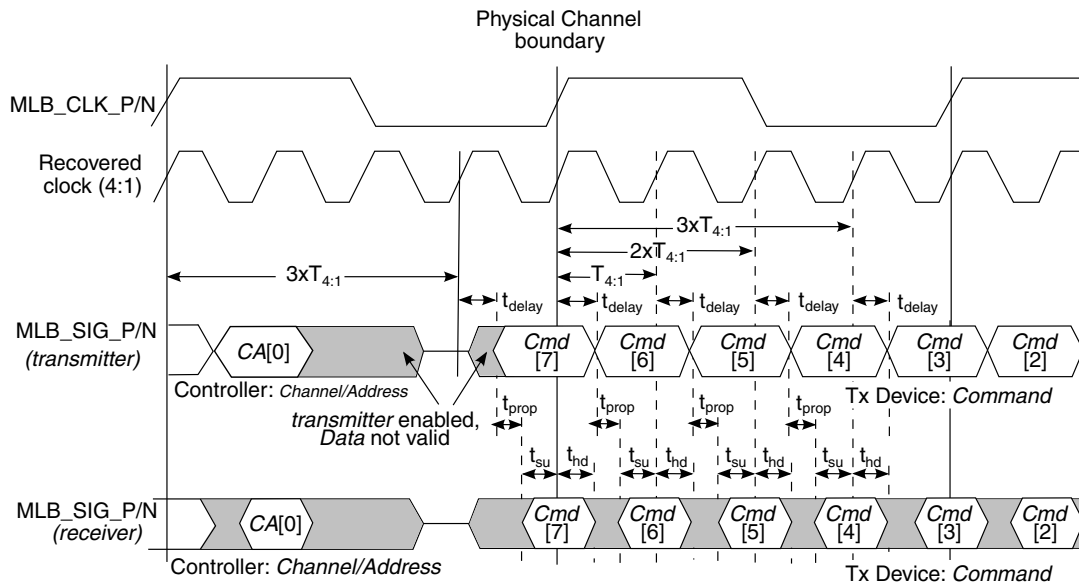 Physical Channel
boundary
MLB_CLK_P/N
Recovered
clock (4:1)
3xT4:1
2xT4:1
3xT4:1
T4:1
tdelay
tdelay
tdelay
tdelay
tdelay
MLB_SIG_P/N
(transmitter)
CA[0]
Cmd
[7]
Cmd
[6]
Cmd
[5]
Cmd
[4]
Cmd
[3]
Cmd
[2]
Controller: Channel/Address
Tx Device: Command
transmitter enabled,
Data not valid
tprop
tprop
tprop
tprop
tsu
thd
tsu
thd
tsu
thd
tsu
thd
MLB_SIG_P/N
(receiver)
CA[0]
Cmd
[7]
Cmd
[6]
Cmd
[5]
Cmd
[4]
Cmd
[3]
Cmd
[2]
Controller: Channel/Address
Tx Device: Command